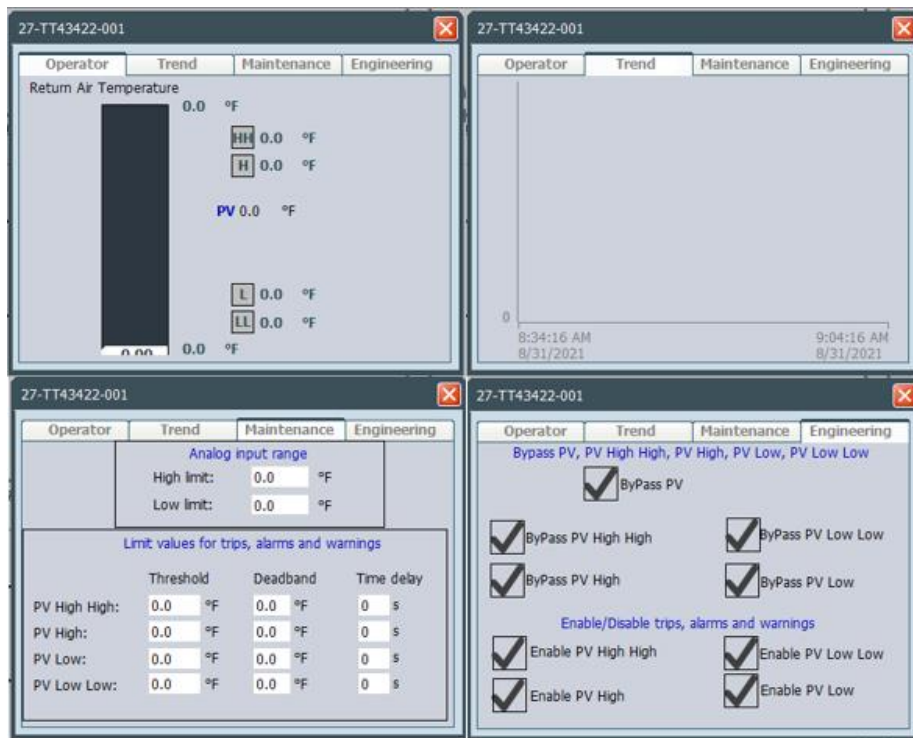 27-TT43422-001
Operator Trend Maintenance Engineering
Return Air Temperature
0.0 °F
HH 0.0 °F
H 0.0 °F
PV 0.0 °F
L 0.0 °F
LL 0.0 °F
0.00 0.0 °F
27-TT43422-001
Operator Trend Maintenance Engineering
0
8:34:16 AM 9:04:16 AM
8/31/2021 8/31/2021
27-TT43422-001
Operator Trend Maintenance Engineering
Analog input range
High limit: 0.0 °F
Low limit: 0.0 °F
Limit values for trips, alarms and warnings
Threshold Deadband Time delay
PV High High: 0.0 °F 0.0 °F 0 s
PV High: 0.0 °F 0.0 °F 0 s
PV Low: 0.0 °F 0.0 °F 0 s
PV Low Low: 0.0 °F 0.0 °F 0 s
27-TT43422-001
Operator Trend Maintenance Engineering
Bypass PV, PV High High, PV High, PV Low, PV Low Low
ByPass PV
ByPass PV High High ByPass PV Low Low
ByPass PV High ByPass PV Low
Enable/Disable trips, alarms and warnings
Enable PV High High Enable PV Low Low
Enable PV High Enable PV Low